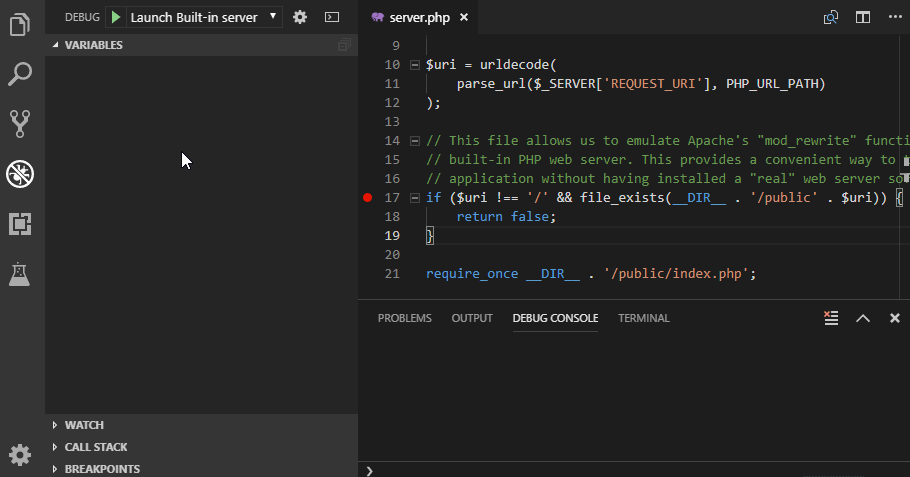 DEBUG Launch Built-in server
VARIABLES
WATCH
CALL STACK
BREAKPOINTS
server.php
9
10 $uri = urldecode(
11 parse_url($_SERVER['REQUEST_URI'], PHP_URL_PATH)
12 );
13
14 // This file allows us to emulate Apache's "mod_rewrite"
15 // built-in PHP web server. This provides a convenient way to
16 // application without having installed a "real" web server
17 if ($uri !== '/' && file_exists(__DIR__ . '/public' . $uri)) {
18 return false;
19 }
20
21 require_once __DIR__ . '/public/index.php';
PROBLEMS OUTPUT DEBUG CONSOLE TERMINAL